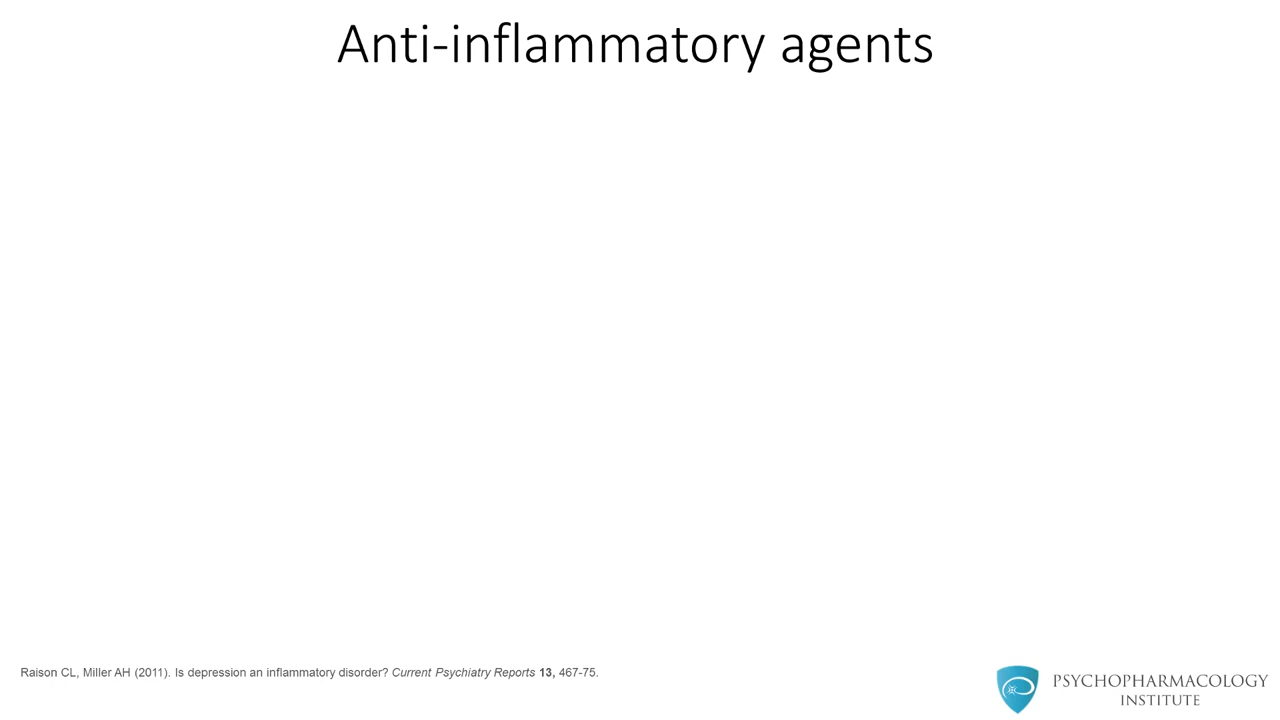 Anti-inflammatory agents
Raison CL, Miller AH (2011). Is depression an inflammatory disorder? Current Psychiatry Reports 13, 467-75.
PSYCHOPHARMACOLOGY
INSTITUTE